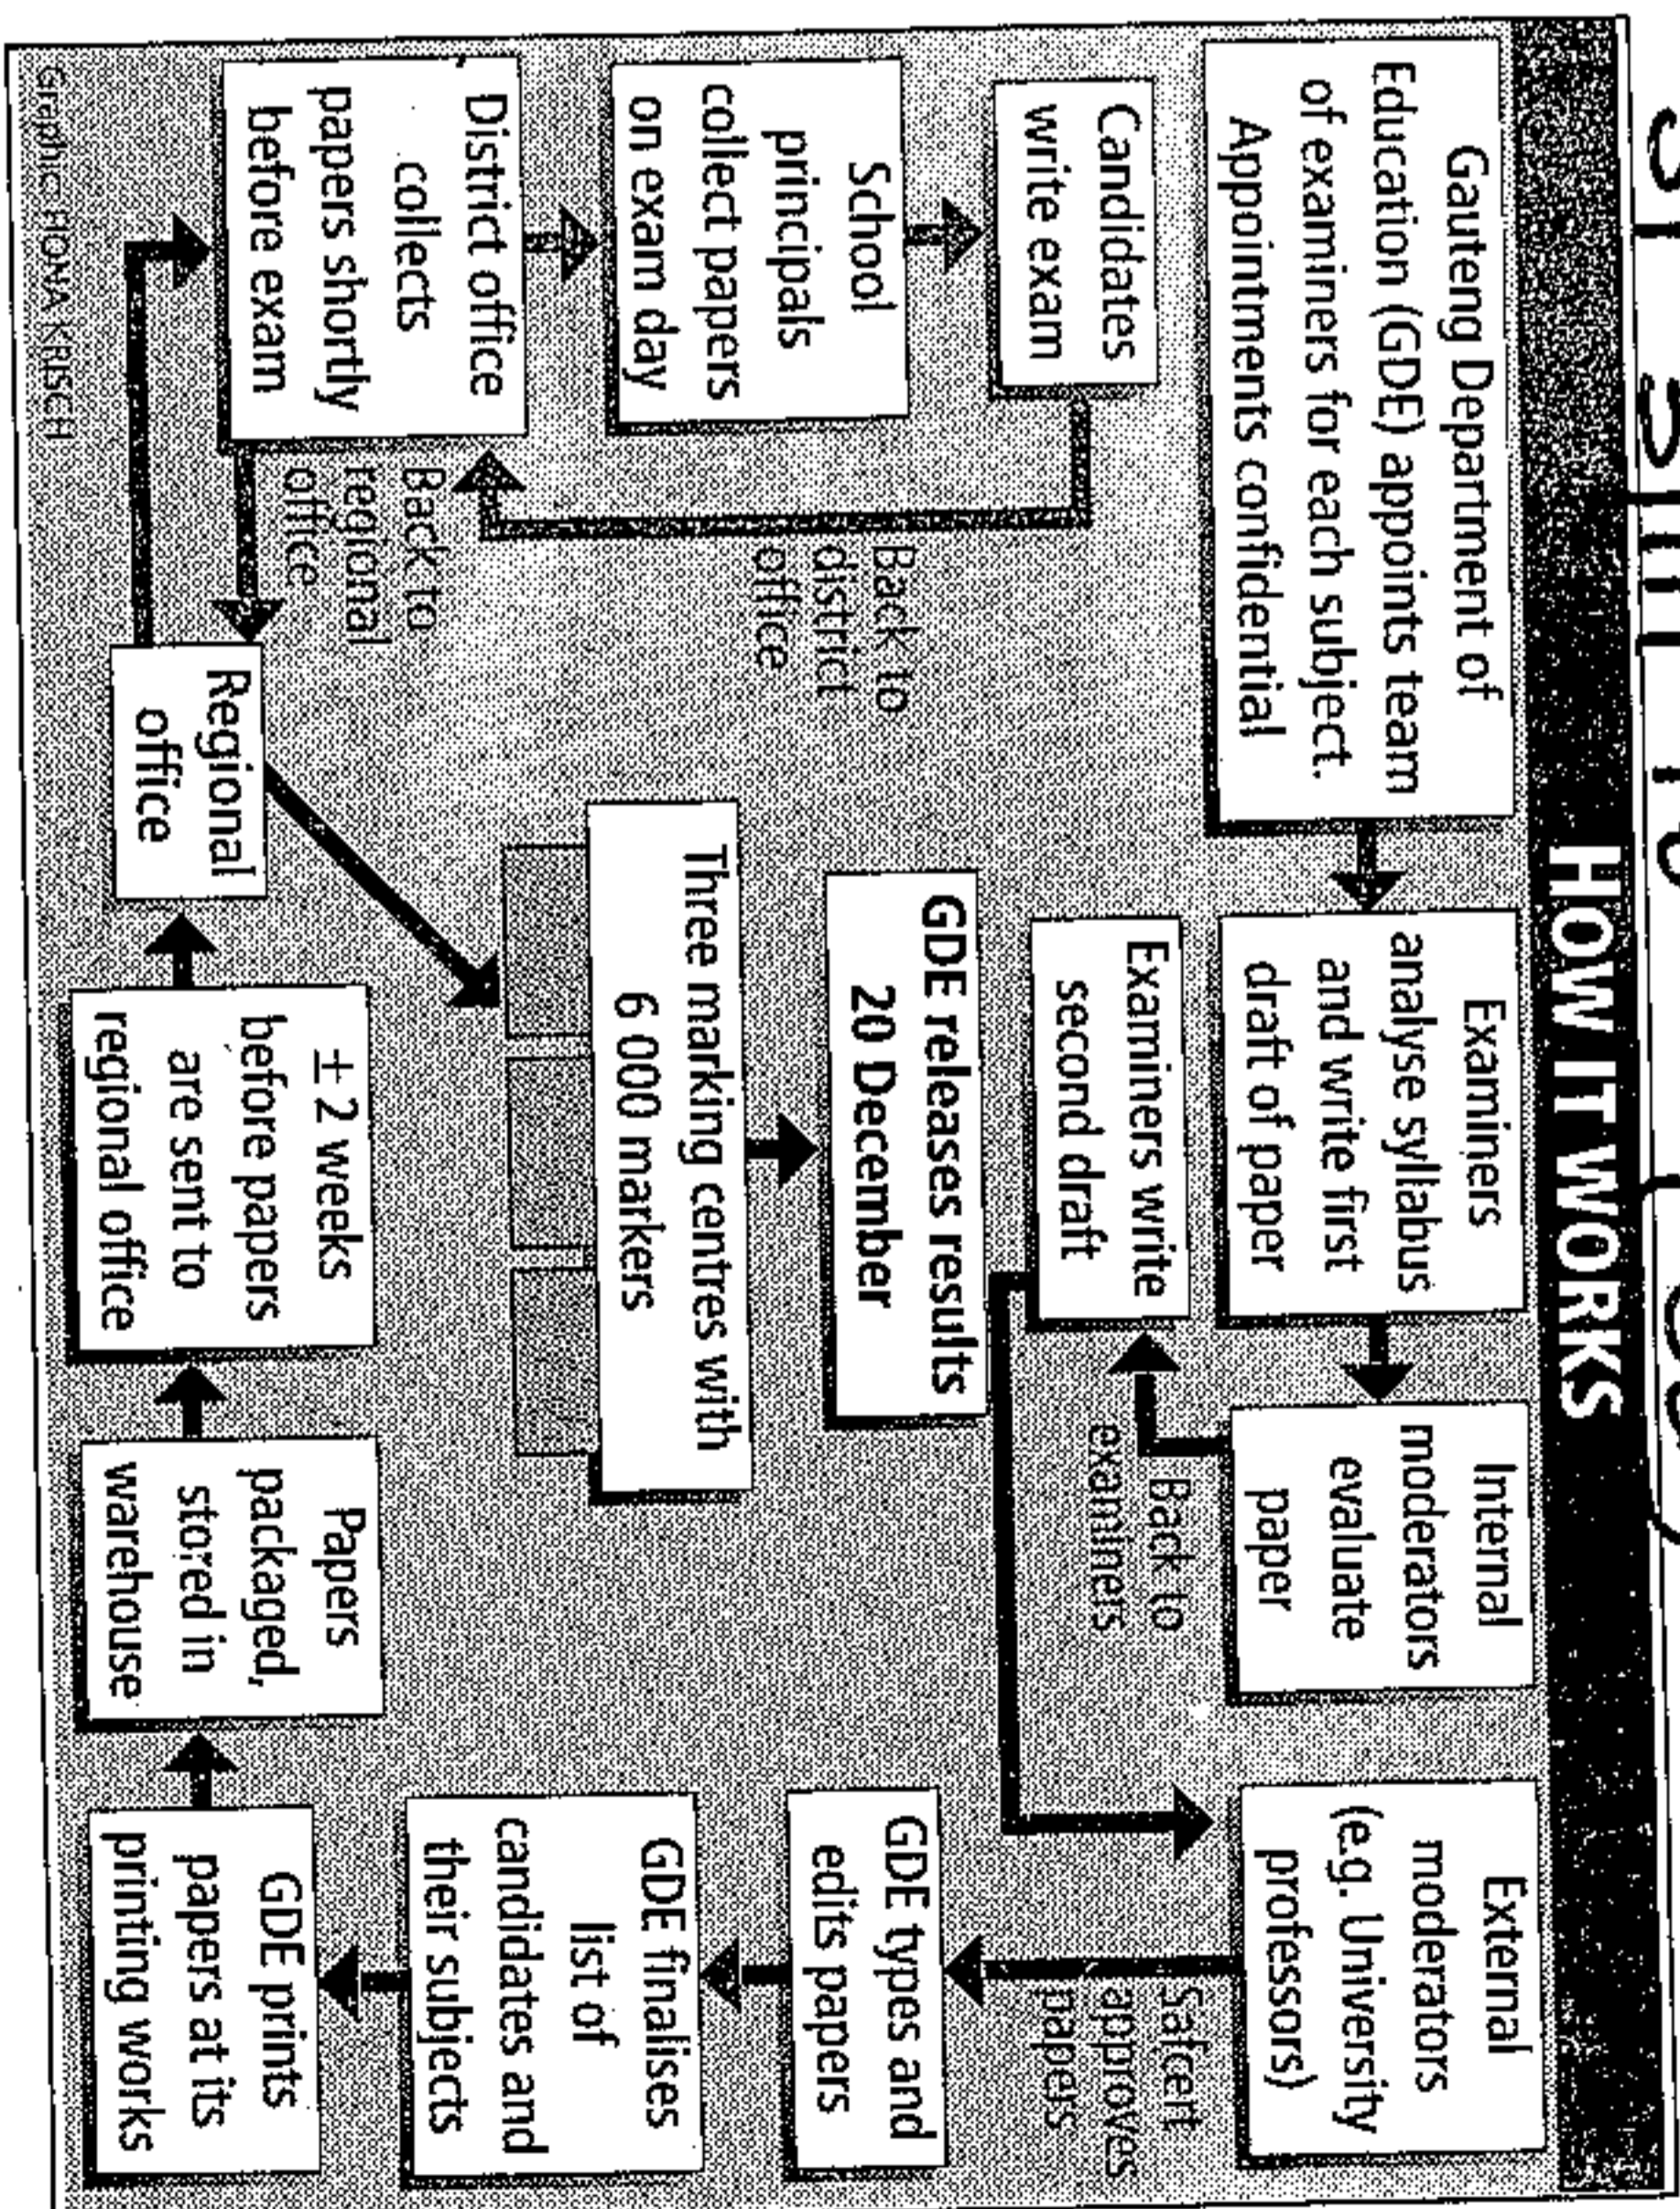 HOW IT WORKS
Gauteng Department of
Education (GDE) appoints team
of examiners for each subject.
Appointments confidential
Examiners
analyse syllabus
and write first
draft of paper
Internal
moderators
evaluate
paper
External
moderators
(e.g. University
professors)
Back to
examiners
Examiners write
second draft
Safcert
approves
papes
GDE types and
edits papers
GDE finalises
list of
candidates and
their subjects
GDE prints
papers at its
printing works
Papers
packaged,
stored in
warehouse
± 2 weeks
before papers
are sent to
regional office
Regional
office
District office
collects
papers shortly
before exam
School
principals
collect papers
on exam day
Candidates
write exam
Back to
district
office
Back to
regional
office
Three marking centres with
6 000 markers
GDE releases results
20 December
Graphic: FIONA KRISCH